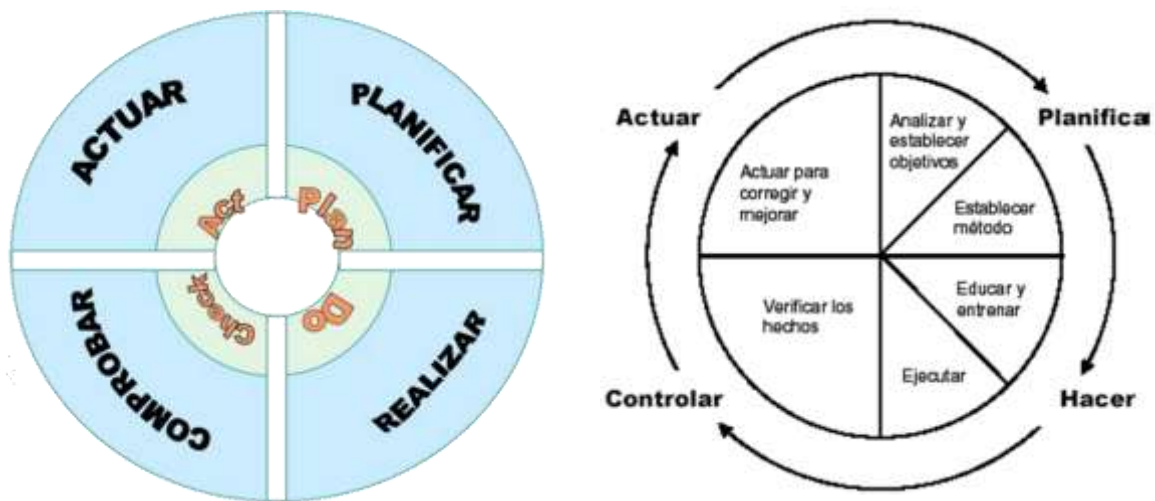 ACTUAR
PLANIFICAR
Act
Plan
Check
Do
COMPROBAR
REALIZAR
Actuar
Planifica
Analizar y
establecer
objetivos
Actuar para
corregir y
mejorar
Establecer
método
Verificar los
hechos
Educar y
entrenar
Ejecutar
Controlar
Hacer